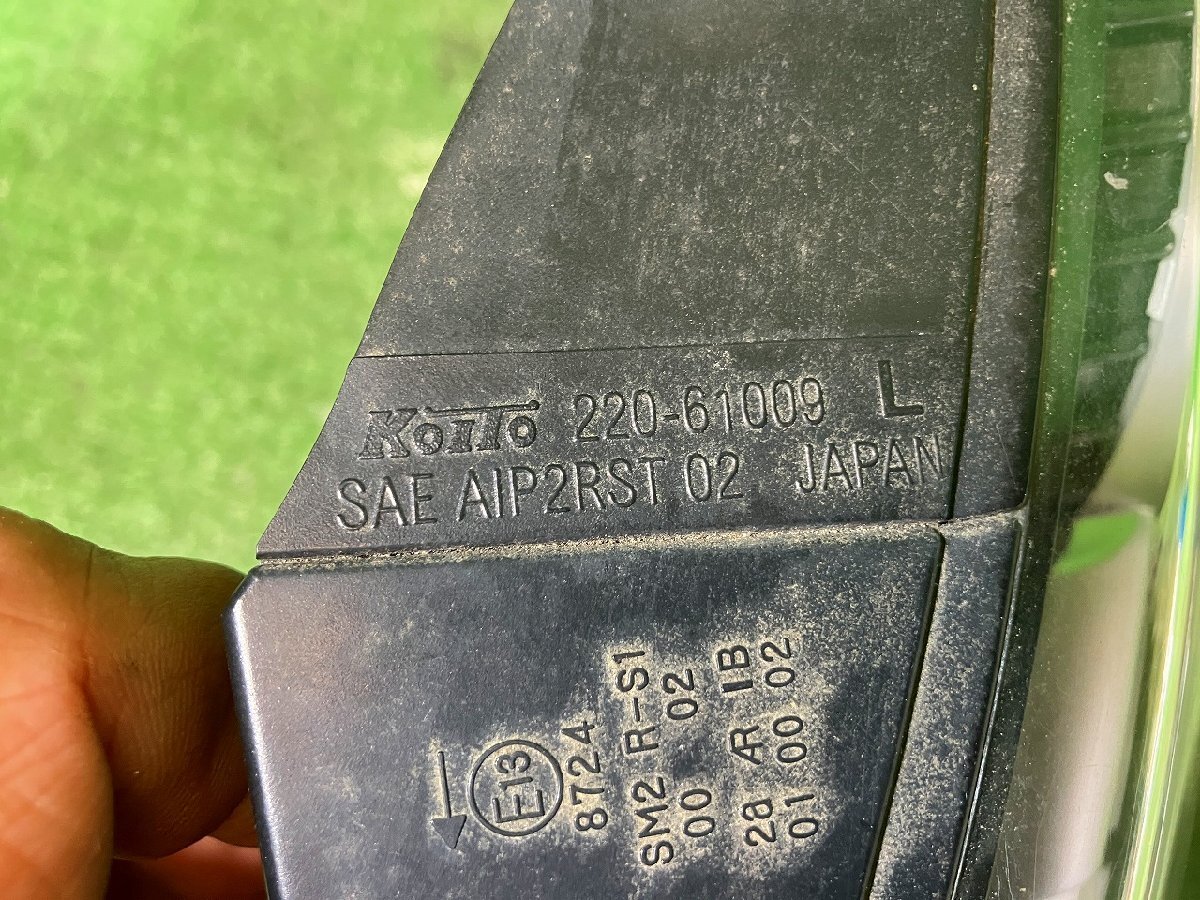 KOITO 220-61009 L
SAE AIP2RST 02 JAPAN
E13
8724
SM2 R-S1
00 02
2a AR IB
01 00 02